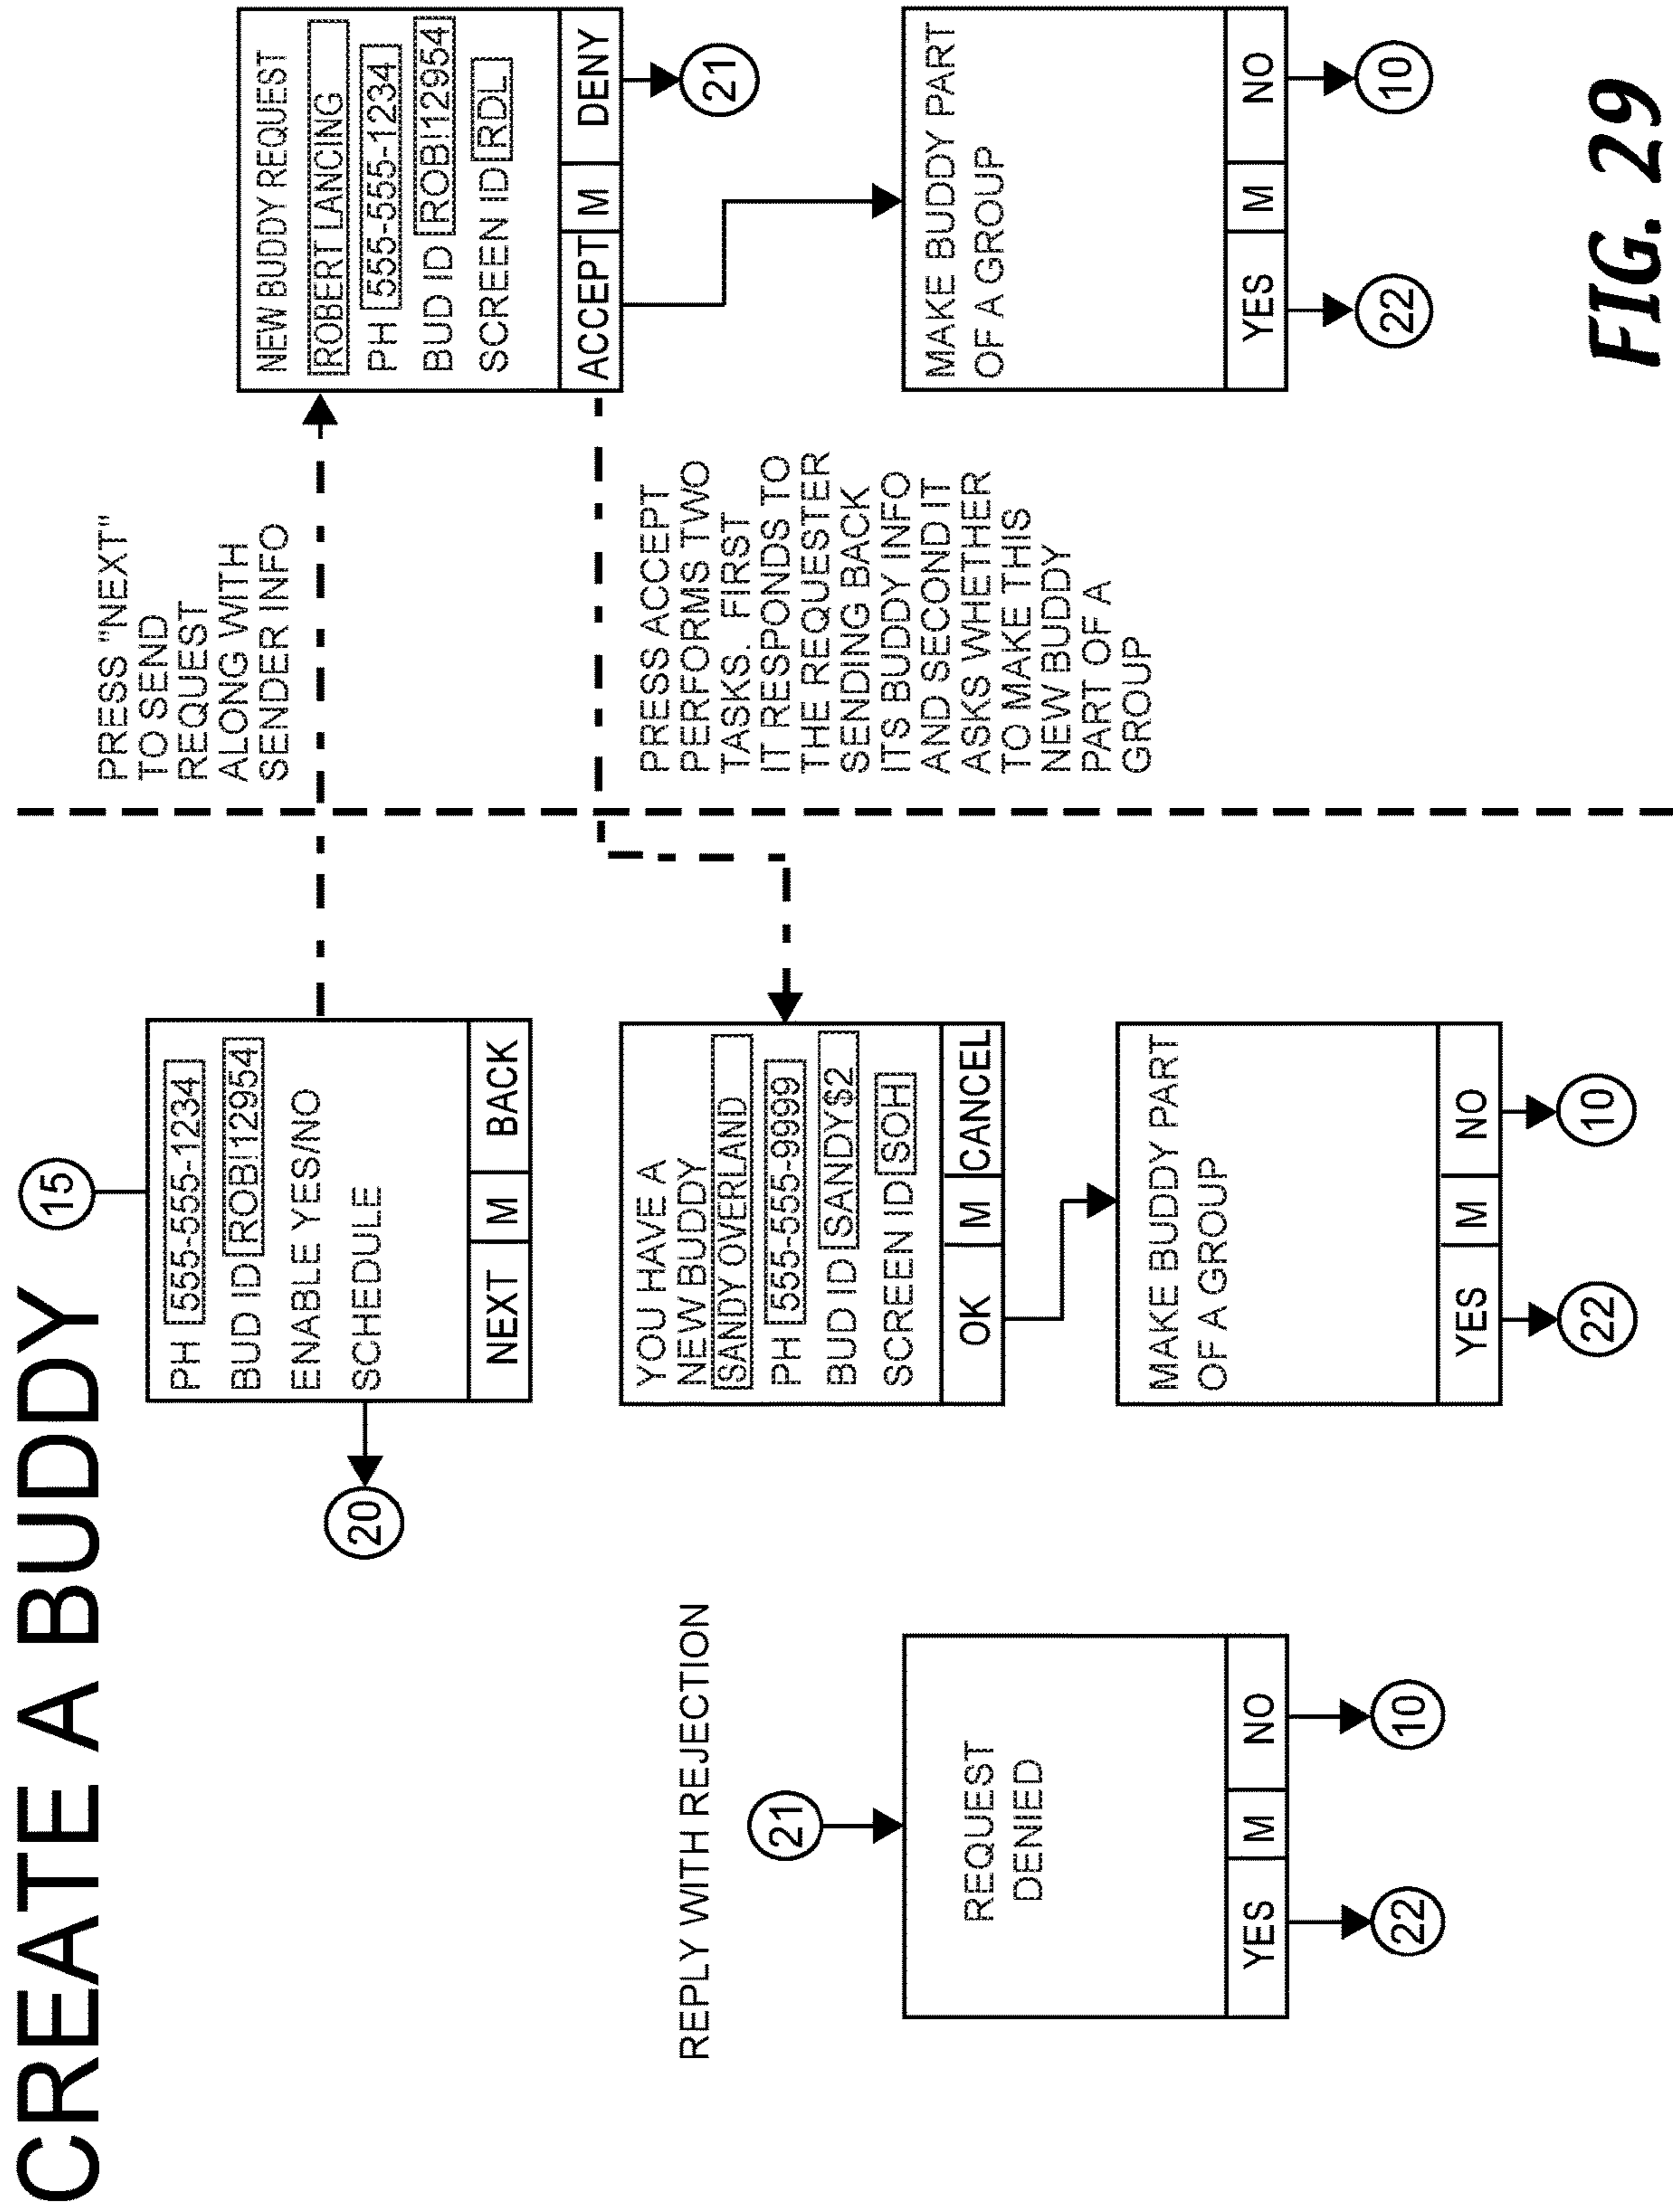 CREATE A BUDDY
15
PH 555-555-1234
BUD ID ROB!12954
ENABLE YES/NO
SCHEDULE
NEXT M BACK
20
PRESS "NEXT"
TO SEND
REQUEST
ALONG WITH
SENDER INFO
NEW BUDDY REQUEST
ROBERT LANCING
PH 555-555-1234
BUD ID ROB!12954
SCREEN ID RDL
ACCEPT M DENY
21
PRESS ACCEPT
PERFORMS TWO
TASKS. FIRST
IT RESPONDS TO
THE REQUESTER
SENDING BACK
ITS BUDDY INFO
AND SECOND IT
ASKS WHETHER
TO MAKE THIS
NEW BUDDY
PART OF A
GROUP
MAKE BUDDY PART
OF A GROUP
YES M NO
22 10
YOU HAVE A
NEW BUDDY
SANDY OVERLAND
PH 555-555-9999
BUD ID SANDY$2
SCREEN ID SOH
OK M CANCEL
MAKE BUDDY PART
OF A GROUP
YES M NO
22 10
REPLY WITH REJECTION
21
REQUEST
DENIED
YES M NO
22 10
FIG. 29